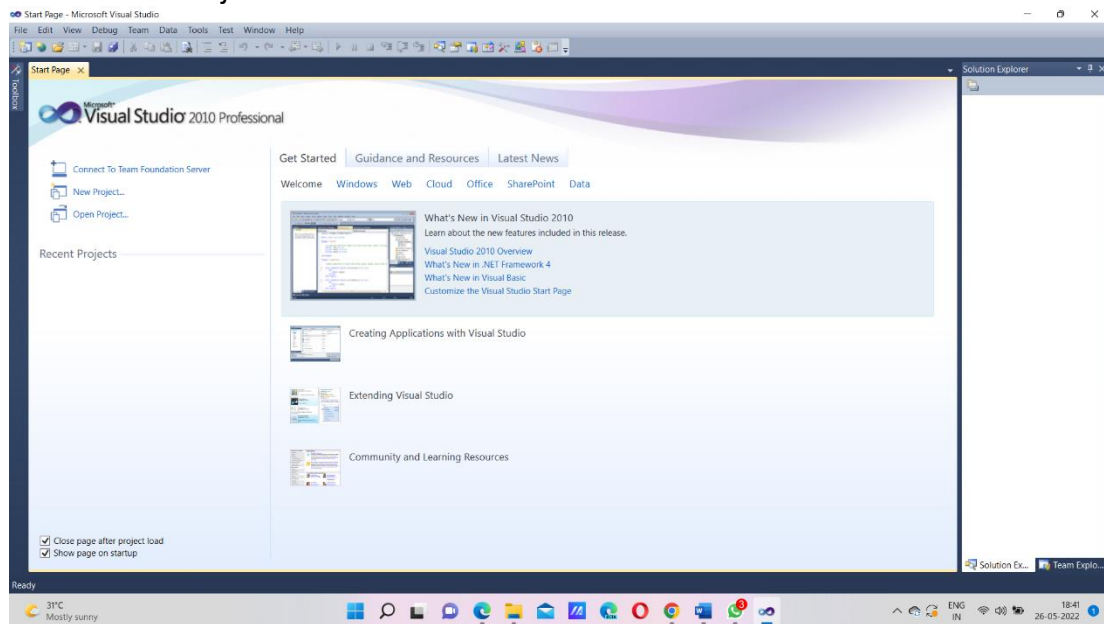 Start Page - Microsoft Visual Studio
File Edit View Debug Team Data Tools Test Window Help
Start Page
Solution Explorer
Toolbox
Microsoft
Visual Studio 2010 Professional
Connect To Team Foundation Server
New Project...
Open Project...
Recent Projects
Get Started Guidance and Resources Latest News
Welcome Windows Web Cloud Office SharePoint Data
What's New in Visual Studio 2010
Learn about the new features included in this release.
Visual Studio 2010 Overview
What's New in .NET Framework 4
What's New in Visual Basic
Customize the Visual Studio Start Page
Creating Applications with Visual Studio
Extending Visual Studio
Community and Learning Resources
Close page after project load
Show page on startup
Solution Ex... Team Explo...
Ready
31°C
Mostly sunny
3
ENG
IN
18:41
26-05-2022
1